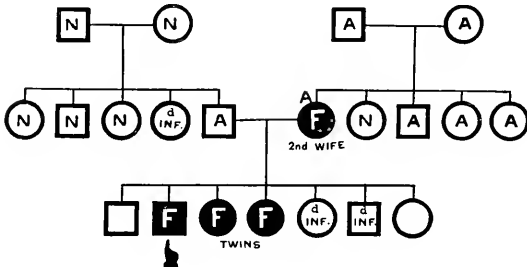 N N A A
A
N N N d INF. A F N A A A
2nd WIFE
F F F d INF. d INF.
TWINS